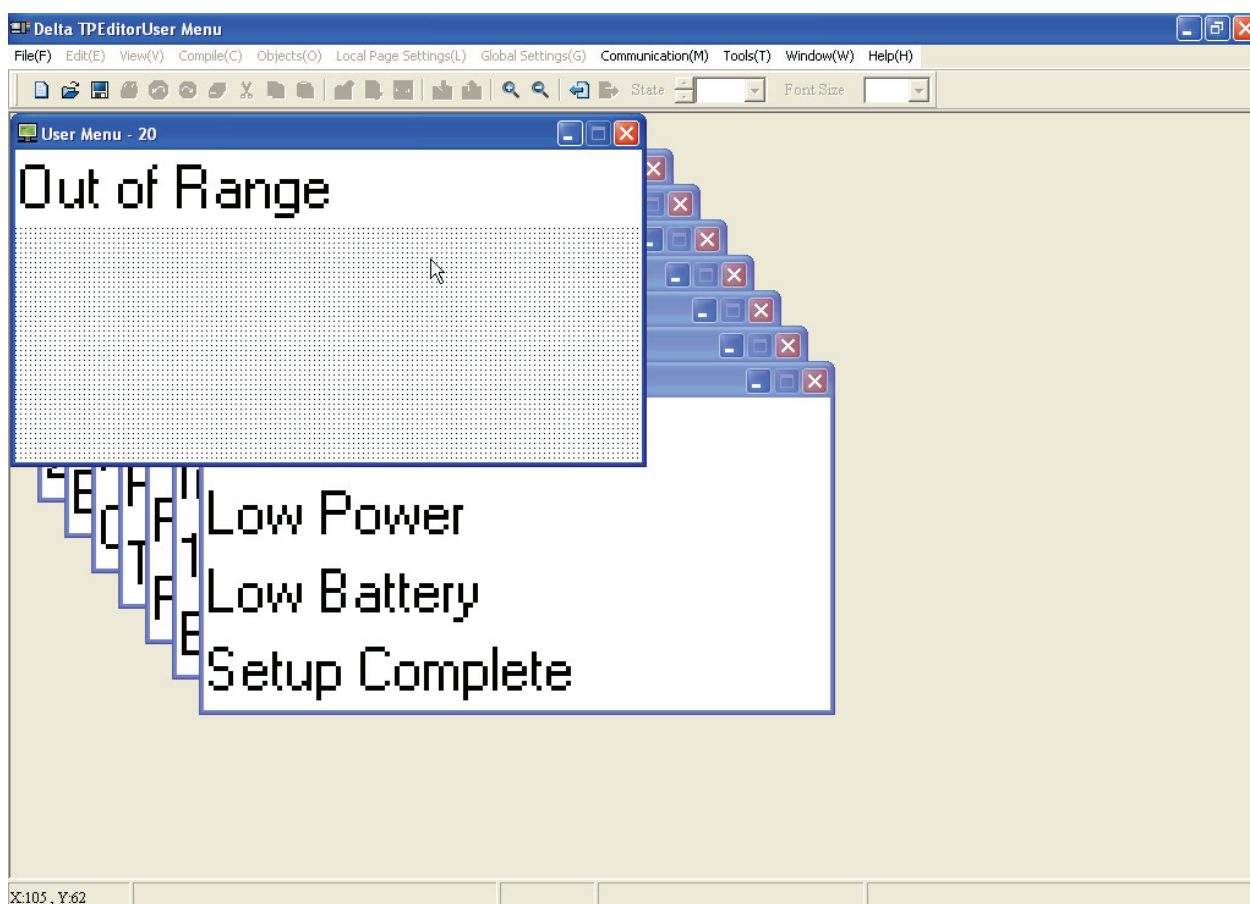 Delta TPEditorUser Menu
File(F) Edit(E) View(V) Compile(C) Objects(O) Local Page Settings(L) Global Settings(G) Communication(M) Tools(T) Window(W) Help(H)
State Font Size
User Menu - 20
Out of Range
Low Power
Low Battery
Setup Complete
X:105 , Y:62